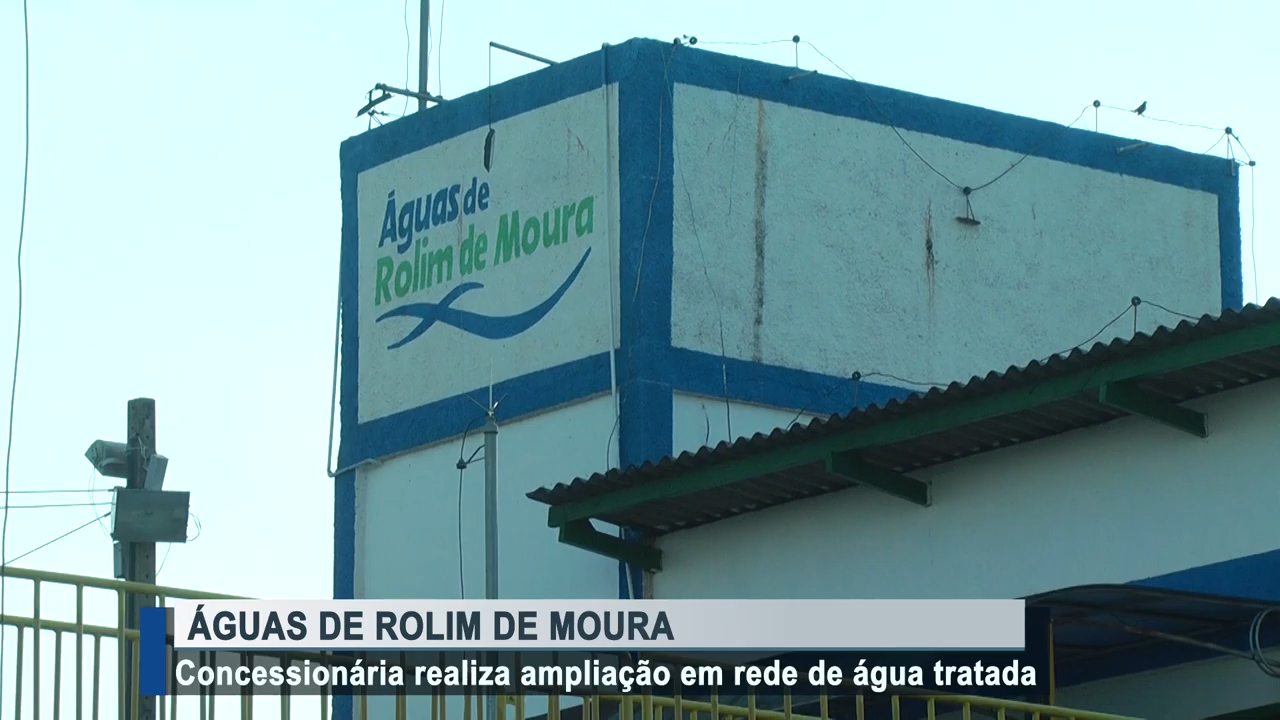 Águas de
Rolim de Moura
ÁGUAS DE ROLIM DE MOURA
Concessionária realiza ampliação em rede de água tratada